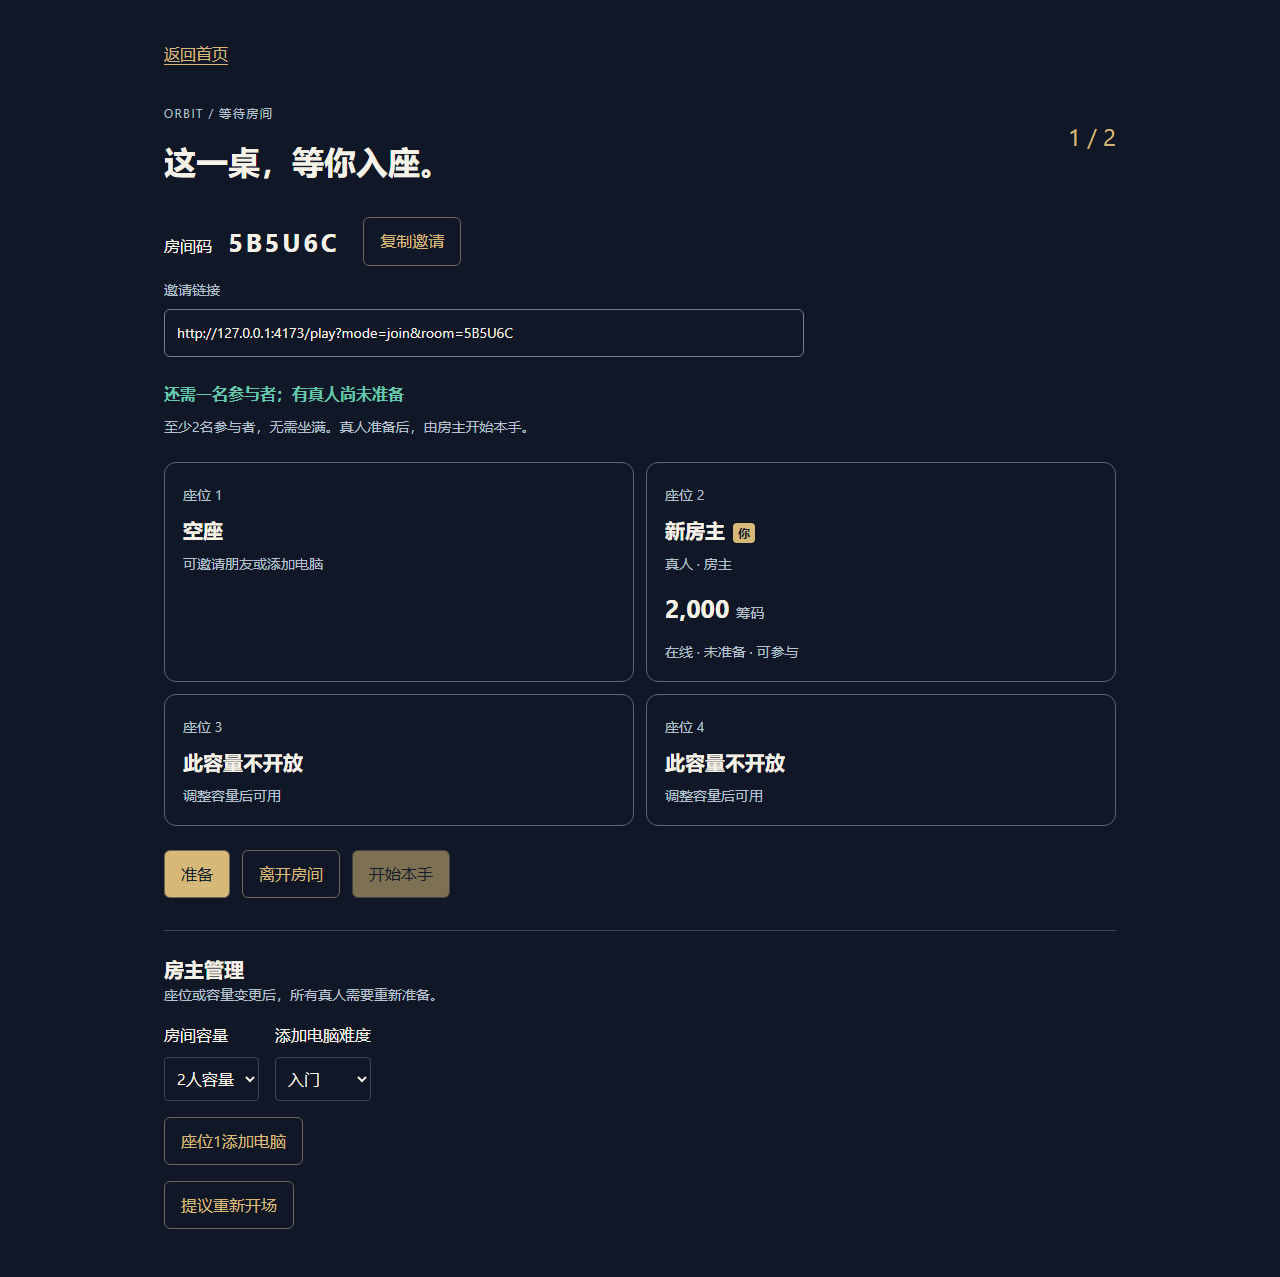 返回首页
ORBIT / 等待房间
这一桌，等你入座。
1 / 2
房间码 5B5U6C 复制邀请
邀请链接
http://127.0.0.1:4173/play?mode=join&room=5B5U6C
还需一名参与者；有真人尚未准备
至少2名参与者，无需坐满。真人准备后，由房主开始本手。
座位 1
空座
可邀请朋友或添加电脑
座位 2
新房主 你
真人 · 房主
2,000 筹码
在线 · 未准备 · 可参与
座位 3
此容量不开放
调整容量后可用
座位 4
此容量不开放
调整容量后可用
准备 离开房间 开始本手
房主管理
座位或容量变更后，所有真人需要重新准备。
房间容量 添加电脑难度
2人容量 入门
座位1添加电脑
提议重新开场